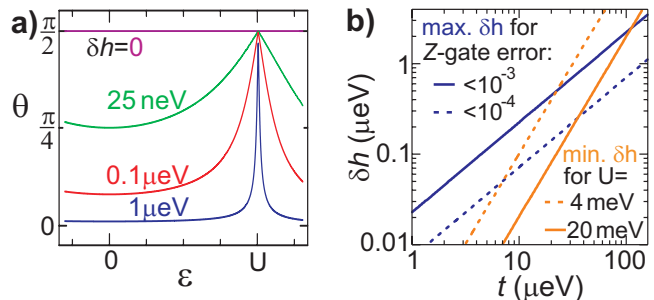 a)
π/2
δh=0
25 neV
θ
π/4
0.1μeV
1μeV
0
0
ε
U
b)
max. δh for
Z-gate error:
<10⁻³
<10⁻⁴
1
δh (μeV)
0.1
min. δh
for U=
4 meV
20 meV
0.01
1
10
100
t (μeV)